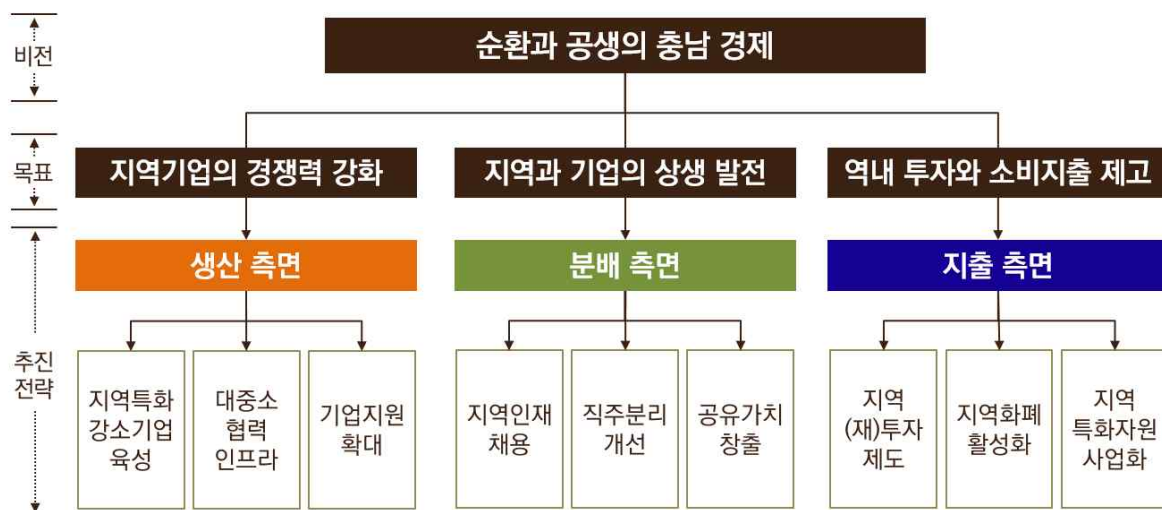 비전
순환과 공생의 충남 경제
목표
지역기업의 경쟁력 강화
지역과 기업의 상생 발전
역내 투자와 소비지출 제고
추진
전략
생산 측면
분배 측면
지출 측면
지역특화
강소기업
육성
대중소
협력
인프라
기업지원
확대
지역인재
채용
직주분리
개선
공유가치
창출
지역
(재)투자
제도
지역화폐
활성화
지역
특화자원
사업화